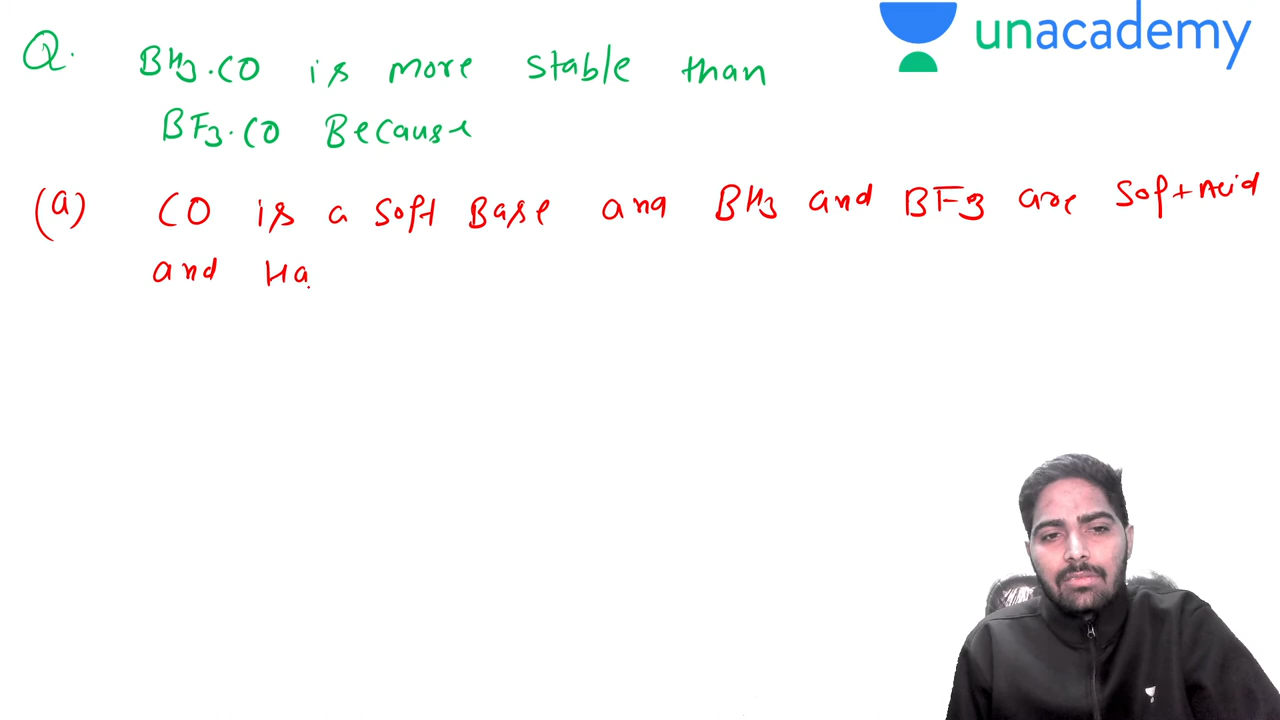 unacademy
Q. BH3.CO is more stable than
BF3.CO Because
(a) CO is a soft Base and BH3 and BF3 are Soft Acid
and Ha